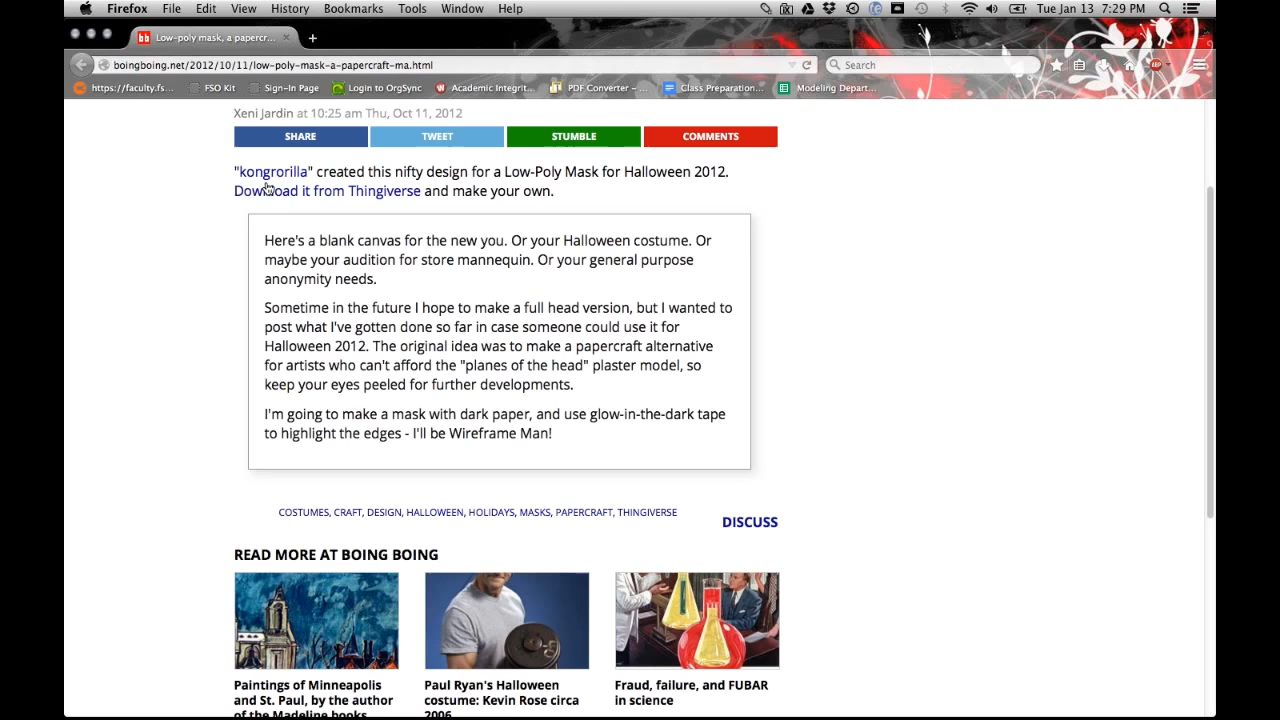 Firefox File Edit View History Bookmarks Tools Window Help Tue Jan 13 7:29 PM
bb Low-poly mask, a papercr...
boingboing.net/2012/10/11/low-poly-mask-a-papercraft-ma.html Search
https://faculty.fs... FSO Kit Sign-In Page Login to OrgSync Academic Integrit... PDF Converter – ... Class Preparation... Modeling Depart...
Xeni Jardin at 10:25 am Thu, Oct 11, 2012
SHARE TWEET STUMBLE COMMENTS
"kongrorilla" created this nifty design for a Low-Poly Mask for Halloween 2012.
Download it from Thingiverse and make your own.
Here's a blank canvas for the new you. Or your Halloween costume. Or
maybe your audition for store mannequin. Or your general purpose
anonymity needs.
Sometime in the future I hope to make a full head version, but I wanted to
post what I've gotten done so far in case someone could use it for
Halloween 2012. The original idea was to make a papercraft alternative
for artists who can't afford the "planes of the head" plaster model, so
keep your eyes peeled for further developments.
I'm going to make a mask with dark paper, and use glow-in-the-dark tape
to highlight the edges - I'll be Wireframe Man!
COSTUMES, CRAFT, DESIGN, HALLOWEEN, HOLIDAYS, MASKS, PAPERCRAFT, THINGIVERSE
DISCUSS
READ MORE AT BOING BOING
Paintings of Minneapolis
and St. Paul, by the author
of the Madeline books
Paul Ryan's Halloween
costume: Kevin Rose circa
2006
Fraud, failure, and FUBAR
in science